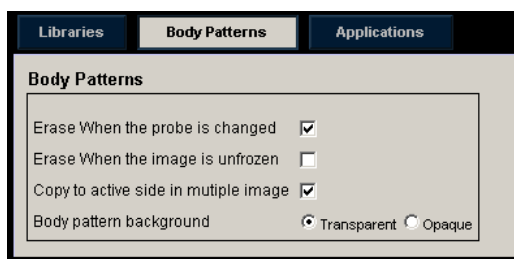 Libraries Body Patterns Applications
Body Patterns
Erase When the probe is changed
Erase When the image is unfrozen
Copy to active side in mutiple image
Body pattern background Transparent Opaque